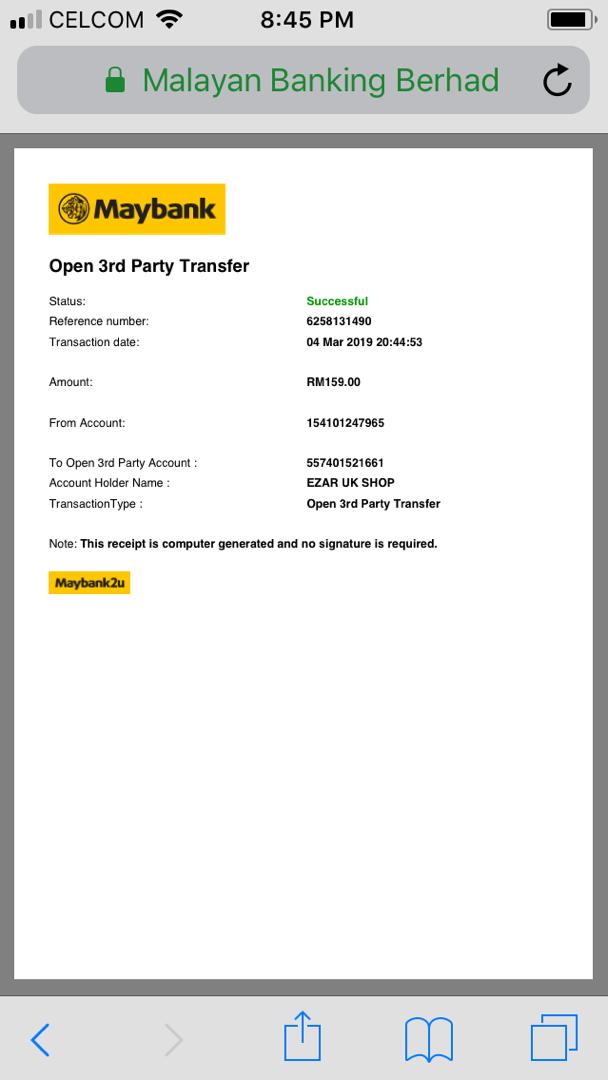 CELCOM 8:45 PM
Malayan Banking Berhad
Maybank
Open 3rd Party Transfer
Status: Successful
Reference number: 6258131490
Transaction date: 04 Mar 2019 20:44:53
Amount: RM159.00
From Account: 154101247965
To Open 3rd Party Account : 557401521661
Account Holder Name : EZAR UK SHOP
TransactionType : Open 3rd Party Transfer
Note: This receipt is computer generated and no signature is required.
Maybank2u